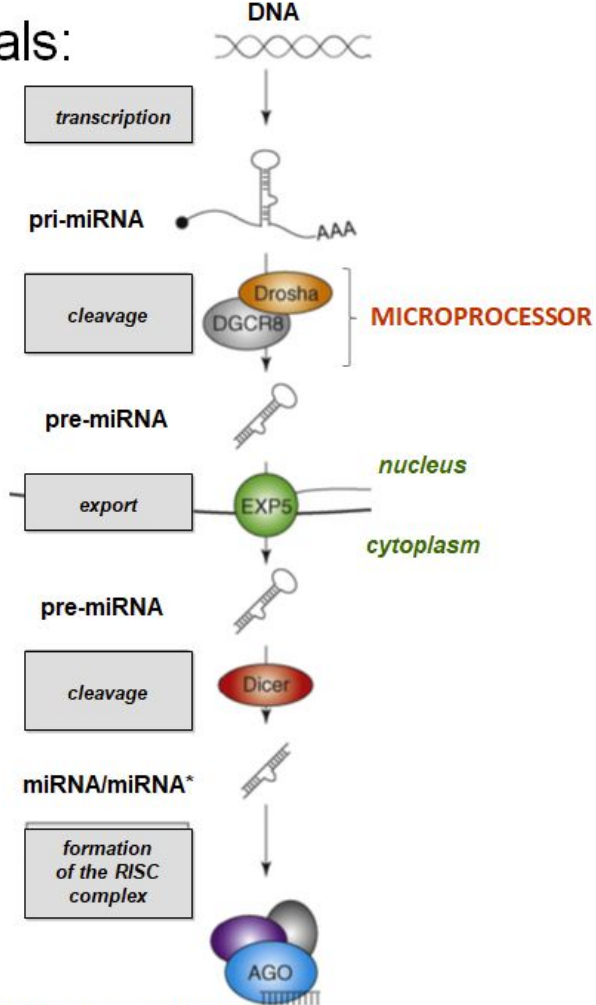 als:
DNA
transcription
pri-miRNA
AAA
cleavage
Drosha
DGCR8
MICROPROCESSOR
pre-miRNA
nucleus
export
EXP5
cytoplasm
pre-miRNA
cleavage
Dicer
miRNA/miRNA*
formation
of the RISC
complex
AGO